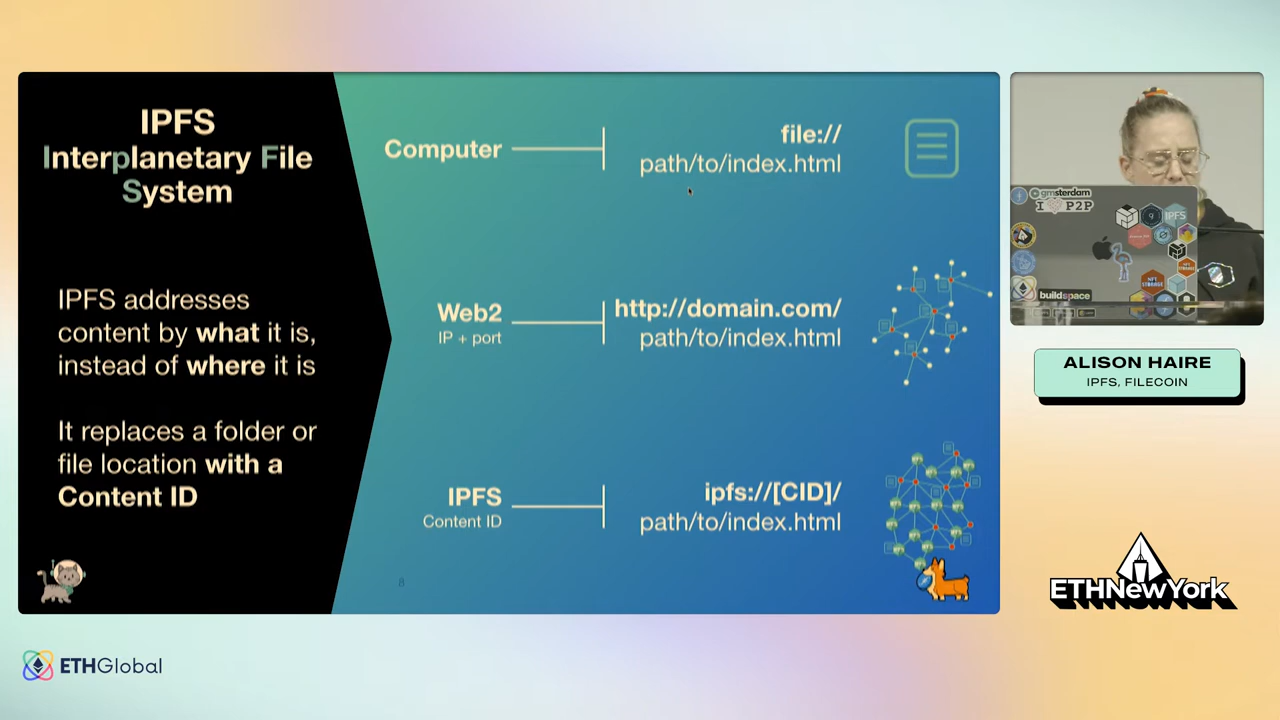 IPFS
Interplanetary File
System
IPFS addresses
content by what it is,
instead of where it is
It replaces a folder or
file location with a
Content ID
Computer
file://
path/to/index.html
Web2
IP + port
http://domain.com/
path/to/index.html
IPFS
Content ID
ipfs://[CID]/
path/to/index.html
8
gmsterdam
I P2P
IPFS
buildspace
ALISON HAIRE
IPFS, FILECOIN
ETHNewYork
ETHGlobal